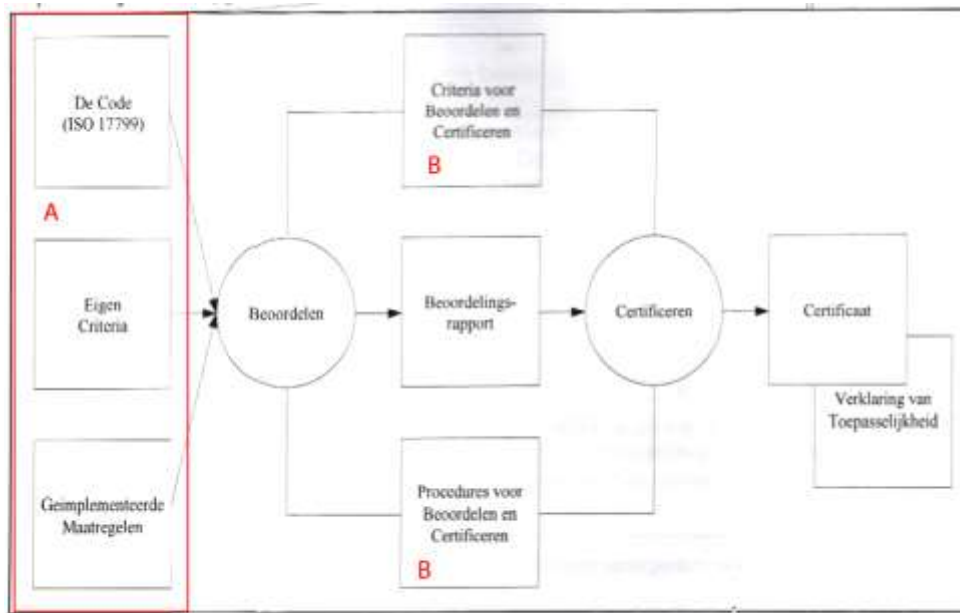 De Code
(ISO 17799)
A
Eigen
Criteria
Geimplementeerde
Maatregelen
Beoordelen
Criteria voor
Beoordelen en
Certificeren
B
Beoordelings-
rapport
Procedures voor
Beoordelen en
Certificeren
B
Certificeren
Certificaat
Verklaring van
Toepasselijkheid